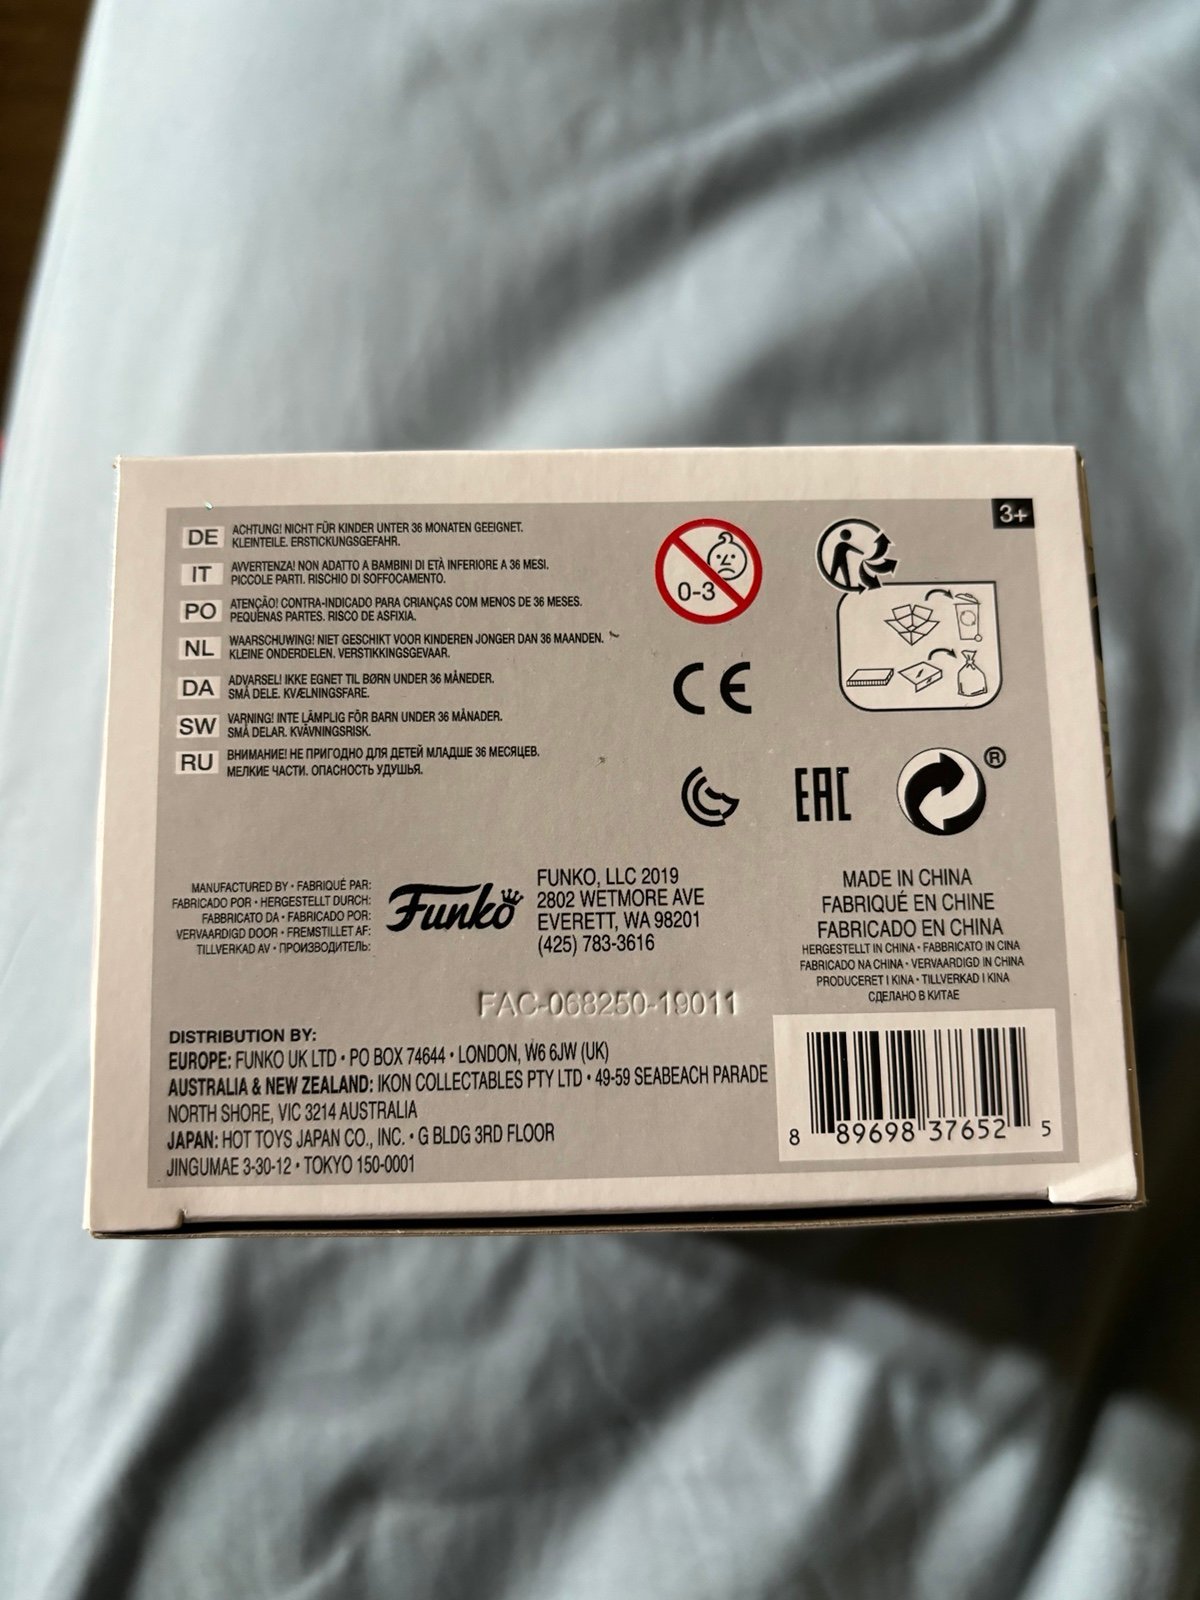 3+
DE ACHTUNG! NICHT FÜR KINDER UNTER 36 MONATEN GEEIGNET.
KLEINTEILE. ERSTICKUNGSGEFAHR.
IT AVVERTENZA! NON ADATTO A BAMBINI DI ETÀ INFERIORE A 36 MESI.
PICCOLE PARTI. RISCHIO DI SOFFOCAMENTO.
PO ATENÇÃO! CONTRA-INDICADO PARA CRIANÇAS COM MENOS DE 36 MESES.
PEQUENAS PARTES. RISCO DE ASFIXIA.
NL WAARSCHUWING! NIET GESCHIKT VOOR KINDEREN JONGER DAN 36 MAANDEN.
KLEINE ONDERDELEN. VERSTIKKINGSGEVAAR.
DA ADVARSEL! IKKE EGNET TIL BØRN UNDER 36 MÅNEDER.
SMÅ DELE. KVÆLNINGSFARE.
SW VARNING! INTE LÄMPLIG FÖR BARN UNDER 36 MÅNADER.
SMÅ DELAR. KVÄVNINGSRISK.
RU ВНИМАНИЕ! НЕ ПРИГОДНО ДЛЯ ДЕТЕЙ МЛАДШЕ 36 МЕСЯЦЕВ.
МЕЛКИЕ ЧАСТИ. ОПАСНОСТЬ УДУШЬЯ.
0-3
CE
EAC
®
MANUFACTURED BY • FABRIQUÉ PAR:
FABRICADO POR • HERGESTELLT DURCH:
FABBRICATO DA • FABRICADO POR:
VERVAARDIGD DOOR • FREMSTILLET AF:
TILLVERKAD AV • ПРОИЗВОДИТЕЛЬ:
Funko
FUNKO, LLC 2019
2802 WETMORE AVE
EVERETT, WA 98201
(425) 783-3616
MADE IN CHINA
FABRIQUÉ EN CHINE
FABRICADO EN CHINA
HERGESTELLT IN CHINA • FABBRICATO IN CINA
FABRICADO NA CHINA • VERVAARDIGD IN CHINA
PRODUCERET I KINA • TILLVERKAD I KINA
СДЕЛАНО В КИТАЕ
FAC-068250-19011
DISTRIBUTION BY:
EUROPE: FUNKO UK LTD • PO BOX 74644 • LONDON, W6 6JW (UK)
AUSTRALIA & NEW ZEALAND: IKON COLLECTABLES PTY LTD • 49-59 SEABEACH PARADE
NORTH SHORE, VIC 3214 AUSTRALIA
JAPAN: HOT TOYS JAPAN CO., INC. • G BLDG 3RD FLOOR
JINGUMAE 3-30-12 • TOKYO 150-0001
8 89698 37652 5